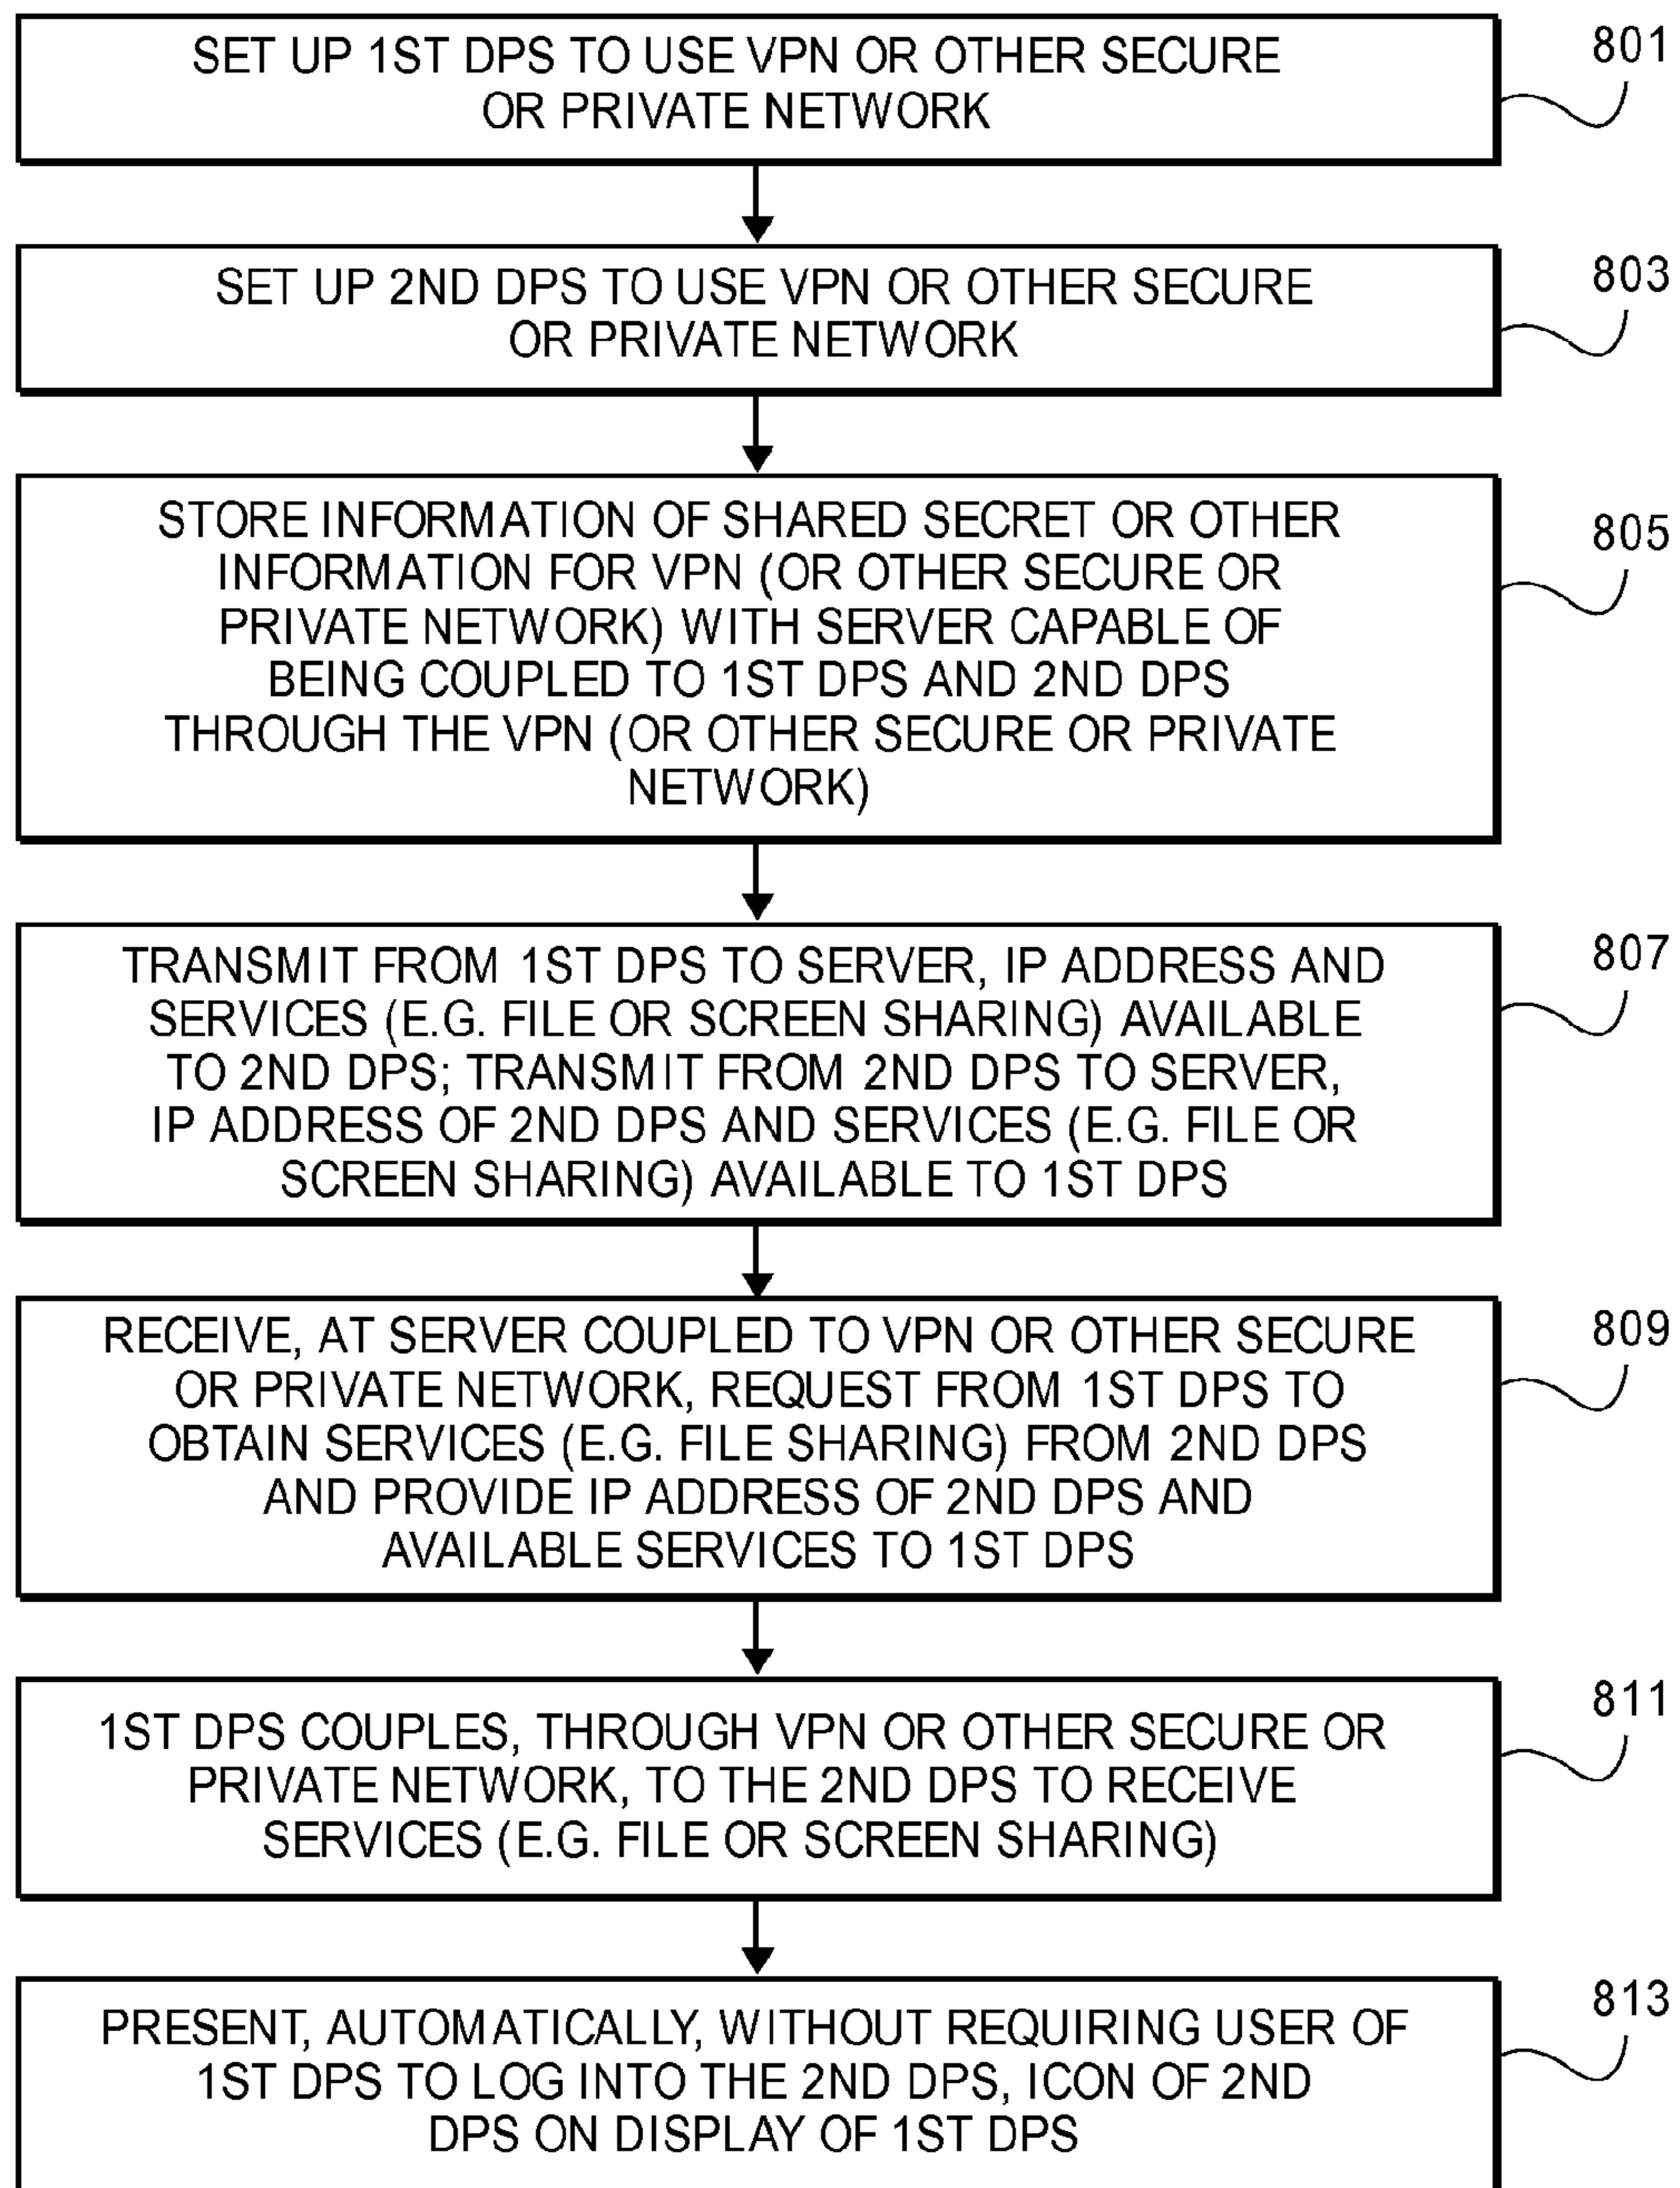 SET UP 1ST DPS TO USE VPN OR OTHER SECURE
OR PRIVATE NETWORK
801
SET UP 2ND DPS TO USE VPN OR OTHER SECURE
OR PRIVATE NETWORK
803
STORE INFORMATION OF SHARED SECRET OR OTHER
INFORMATION FOR VPN (OR OTHER SECURE OR
PRIVATE NETWORK) WITH SERVER CAPABLE OF
BEING COUPLED TO 1ST DPS AND 2ND DPS
THROUGH THE VPN (OR OTHER SECURE OR PRIVATE
NETWORK)
805
TRANSMIT FROM 1ST DPS TO SERVER, IP ADDRESS AND
SERVICES (E.G. FILE OR SCREEN SHARING) AVAILABLE
TO 2ND DPS; TRANSMIT FROM 2ND DPS TO SERVER,
IP ADDRESS OF 2ND DPS AND SERVICES (E.G. FILE OR
SCREEN SHARING) AVAILABLE TO 1ST DPS
807
RECEIVE, AT SERVER COUPLED TO VPN OR OTHER SECURE
OR PRIVATE NETWORK, REQUEST FROM 1ST DPS TO
OBTAIN SERVICES (E.G. FILE SHARING) FROM 2ND DPS
AND PROVIDE IP ADDRESS OF 2ND DPS AND
AVAILABLE SERVICES TO 1ST DPS
809
1ST DPS COUPLES, THROUGH VPN OR OTHER SECURE OR
PRIVATE NETWORK, TO THE 2ND DPS TO RECEIVE
SERVICES (E.G. FILE OR SCREEN SHARING)
811
PRESENT, AUTOMATICALLY, WITHOUT REQUIRING USER OF
1ST DPS TO LOG INTO THE 2ND DPS, ICON OF 2ND
DPS ON DISPLAY OF 1ST DPS
813